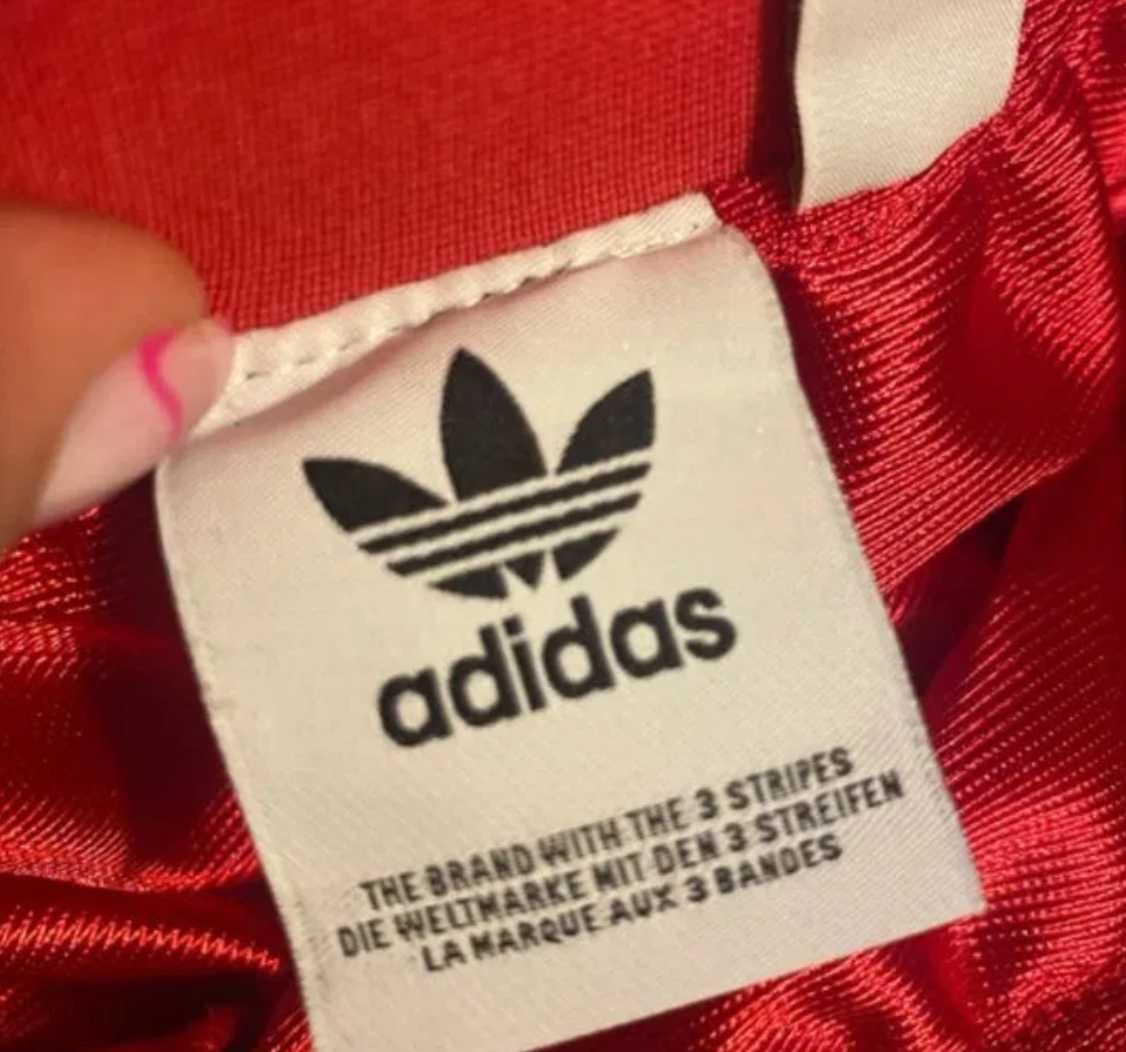 adidas
THE BRAND WITH THE 3 STRIPES
DIE WELTMARKE MIT DEN 3 STREIFEN
LA MARQUE AUX 3 BANDES